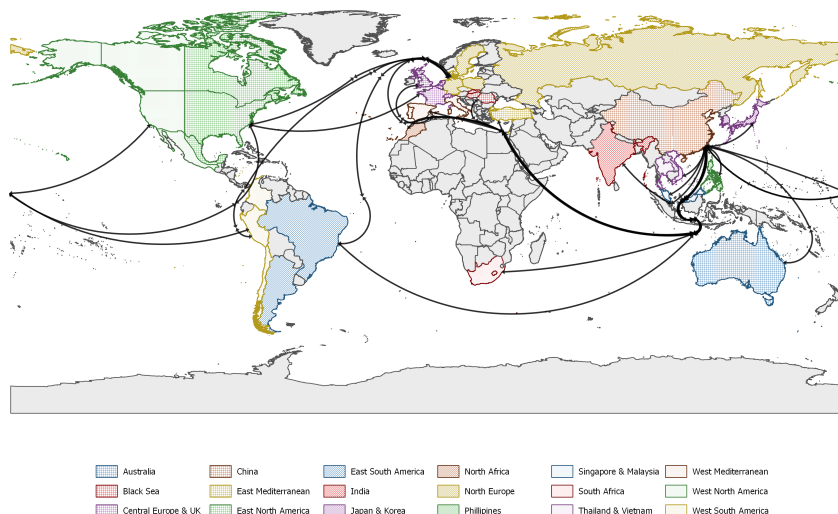 Australia China East South America North Africa Singapore & Malaysia West Mediterranean
Black Sea East Mediterranean India North Europe South Africa West North America
Central Europe & UK East North America Japan & Korea Phillipines Thailand & Vietnam West South America